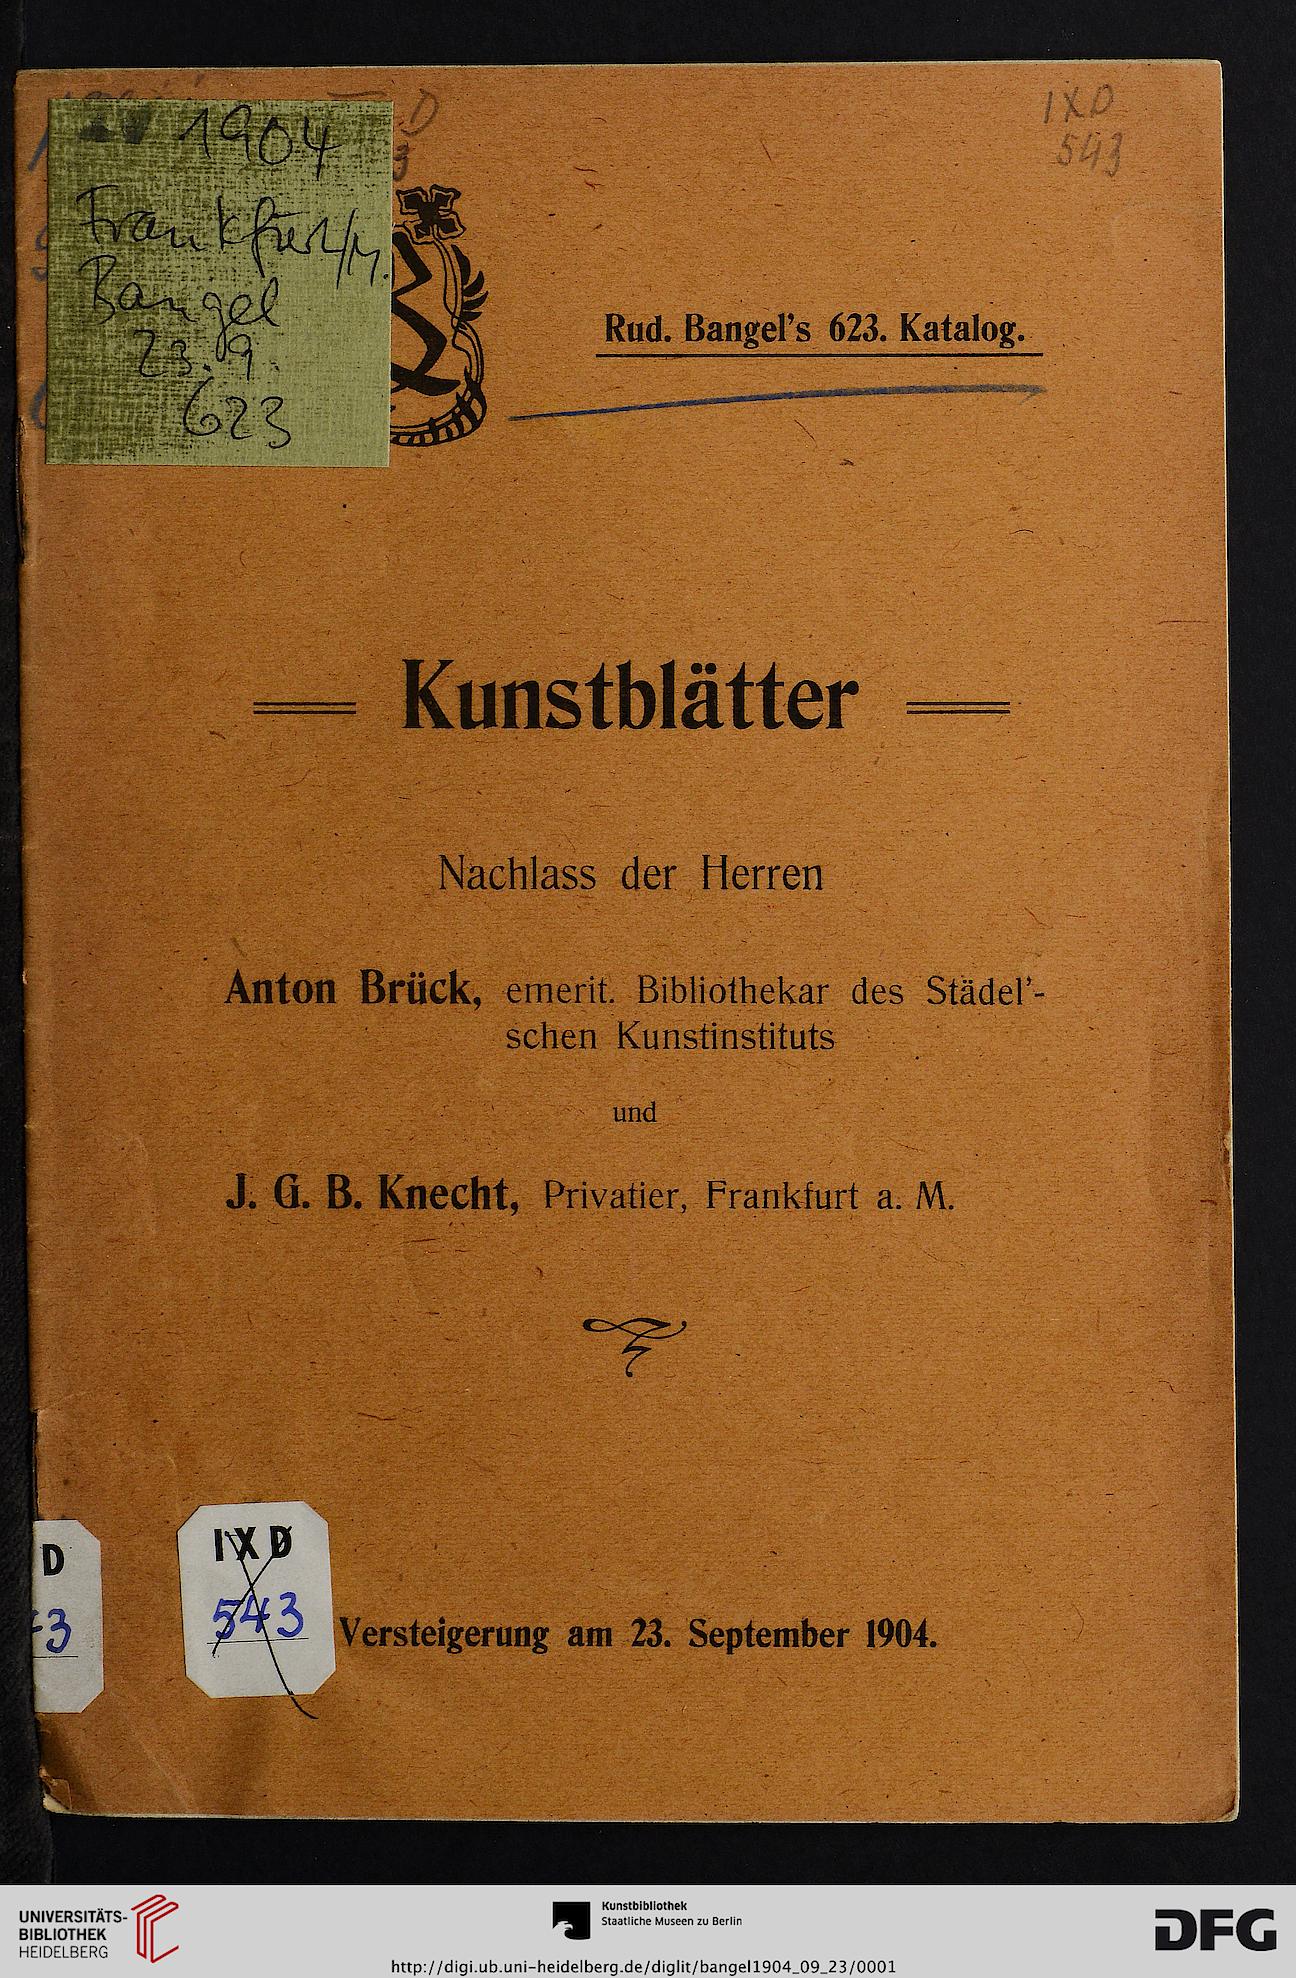 1904
Frankfurt/M.
Bangel
23.9.
623
D
3
IXD
543
Rud. Bangel's 623. Katalog.
Kunstblätter
Nachlass der Herren
Anton Brück, emerit. Bibliothekar des Städel'-
schen Kunstinstituts
und
J. G. B. Knecht, Privatier, Frankfurt a. M.
D
3
IXD
543
Versteigerung am 23. September 1904.
UNIVERSITÄTS-
BIBLIOTHEK
HEIDELBERG
Kunstbibliothek
Staatliche Museen zu Berlin
http://digi.ub.uni-heidelberg.de/diglit/bangel1904_09_23/0001
DFG